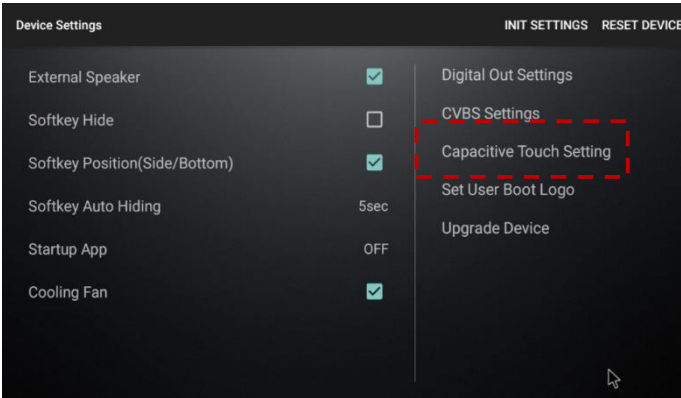 Device Settings
INIT SETTINGS
RESET DEVICE
External Speaker
Softkey Hide
Softkey Position(Side/Bottom)
Softkey Auto Hiding
5sec
Startup App
OFF
Cooling Fan
Digital Out Settings
CVBS Settings
Capacitive Touch Setting
Set User Boot Logo
Upgrade Device